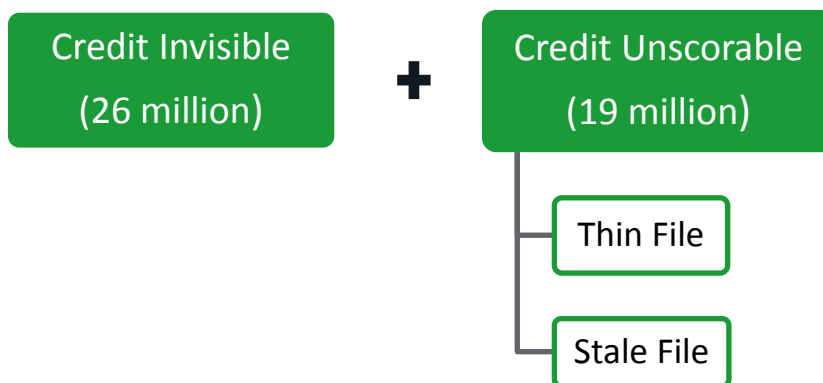 Credit Invisible
(26 million)
+
Credit Unscorable
(19 million)
Thin File
Stale File